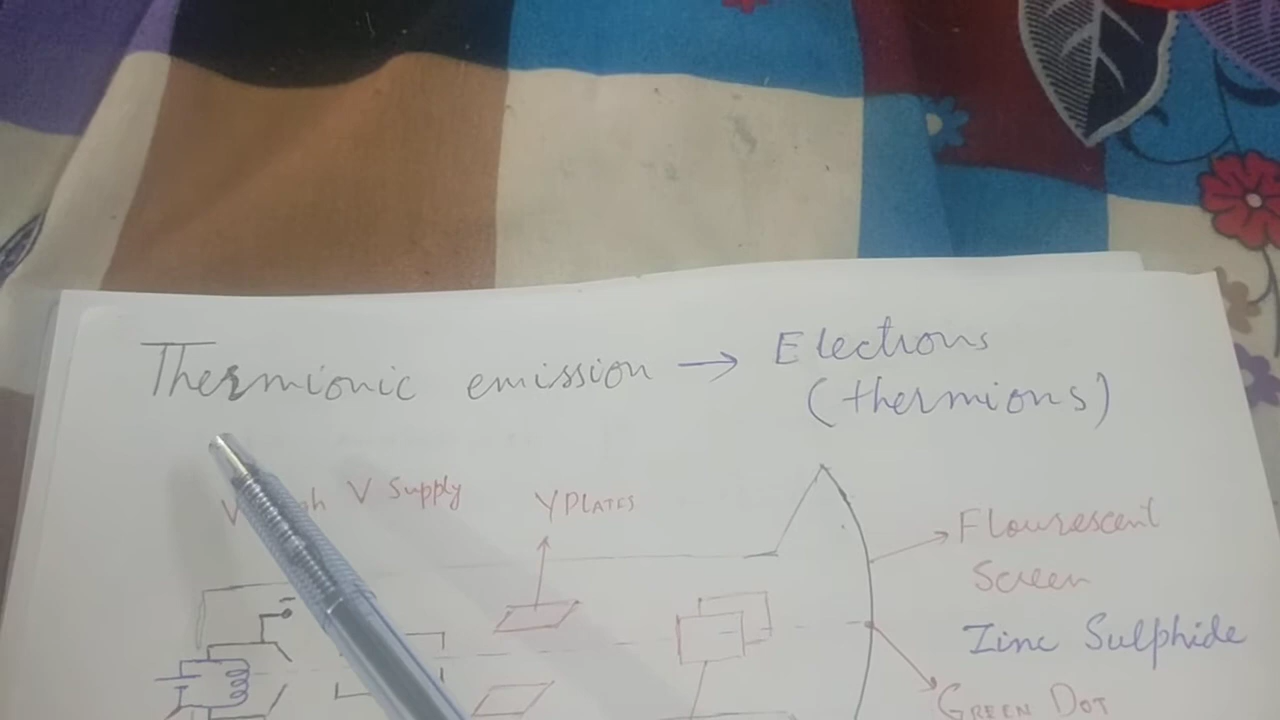 Thermionic emission → Electrons
(thermions)
V Supply
Y PLATES
Flourescent
Screen
Zinc Sulphide
GREEN DOT